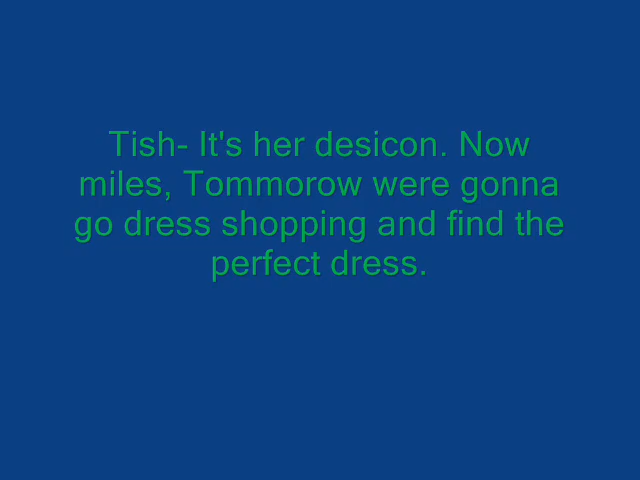 Tish- It's her desicon. Now
miles, Tommorow were gonna
go dress shopping and find the
perfect dress.